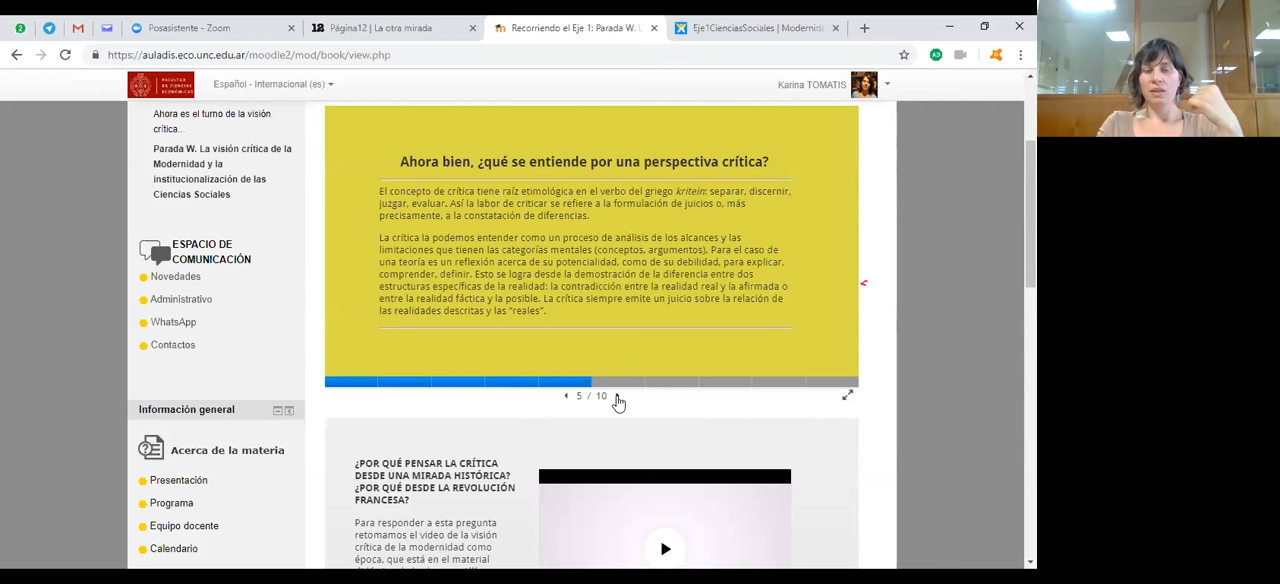 2
Posasistente - Zoom
12 Página12 | La otra mirada
Recorriendo el Eje 1: Parada W. L
Eje1CienciasSociales | Modernid
https://auladis.eco.unc.edu.ar/moodle2/mod/book/view.php
FACULTAD
DE CIENCIAS
ECONÓMICAS
Español - Internacional (es)
Karina TOMATIS
Ahora es el turno de la visión
crítica...
Parada W. La visión crítica de la
Modernidad y la
institucionalización de las
Ciencias Sociales
ESPACIO DE
COMUNICACIÓN
Novedades
Administrativo
WhatsApp
Contactos
Información general
Acerca de la materia
Presentación
Programa
Equipo docente
Calendario
Ahora bien, ¿qué se entiende por una perspectiva crítica?
El concepto de crítica tiene raíz etimológica en el verbo del griego kritein: separar, discernir,
juzgar, evaluar. Así la labor de criticar se refiere a la formulación de juicios o, más
precisamente, a la constatación de diferencias.
La crítica la podemos entender como un proceso de análisis de los alcances y las
limitaciones que tienen las categorías mentales (conceptos, argumentos). Para el caso de
una teoría es un reflexión acerca de su potencialidad, como de su debilidad, para explicar,
comprender, definir. Esto se logra desde la demostración de la diferencia entre dos
estructuras específicas de la realidad: la contradicción entre la realidad real y la afirmada o
entre la realidad fáctica y la posible. La crítica siempre emite un juicio sobre la relación de
las realidades descritas y las "reales".
5 / 10
¿POR QUÉ PENSAR LA CRÍTICA
DESDE UNA MIRADA HISTÓRICA?
¿POR QUÉ DESDE LA REVOLUCIÓN
FRANCESA?
Para responder a esta pregunta
retomamos el video de la visión
crítica de la modernidad como
época, que está en el material